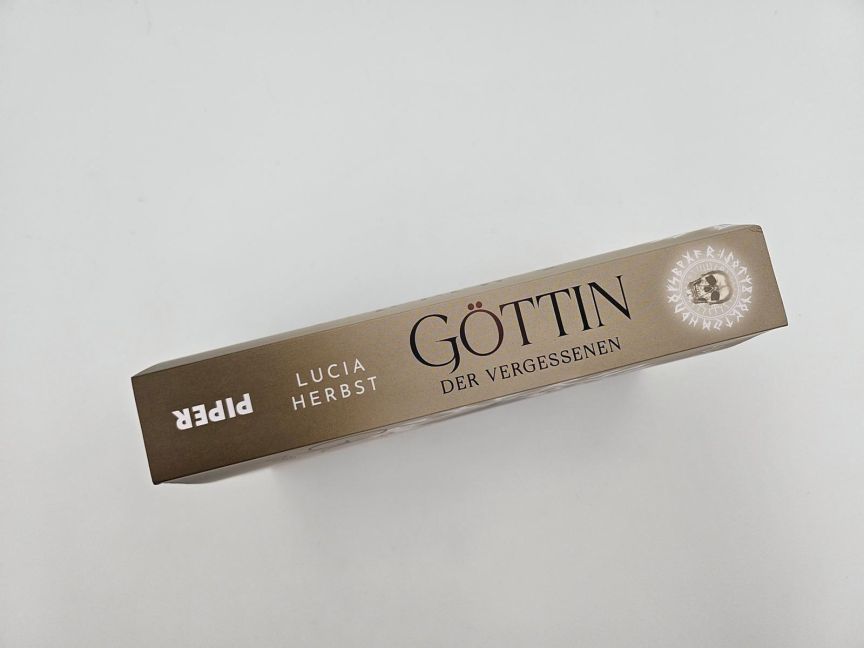 PIPER
LUCIA
HERBST
GÖTTIN
DER VERGESSENEN